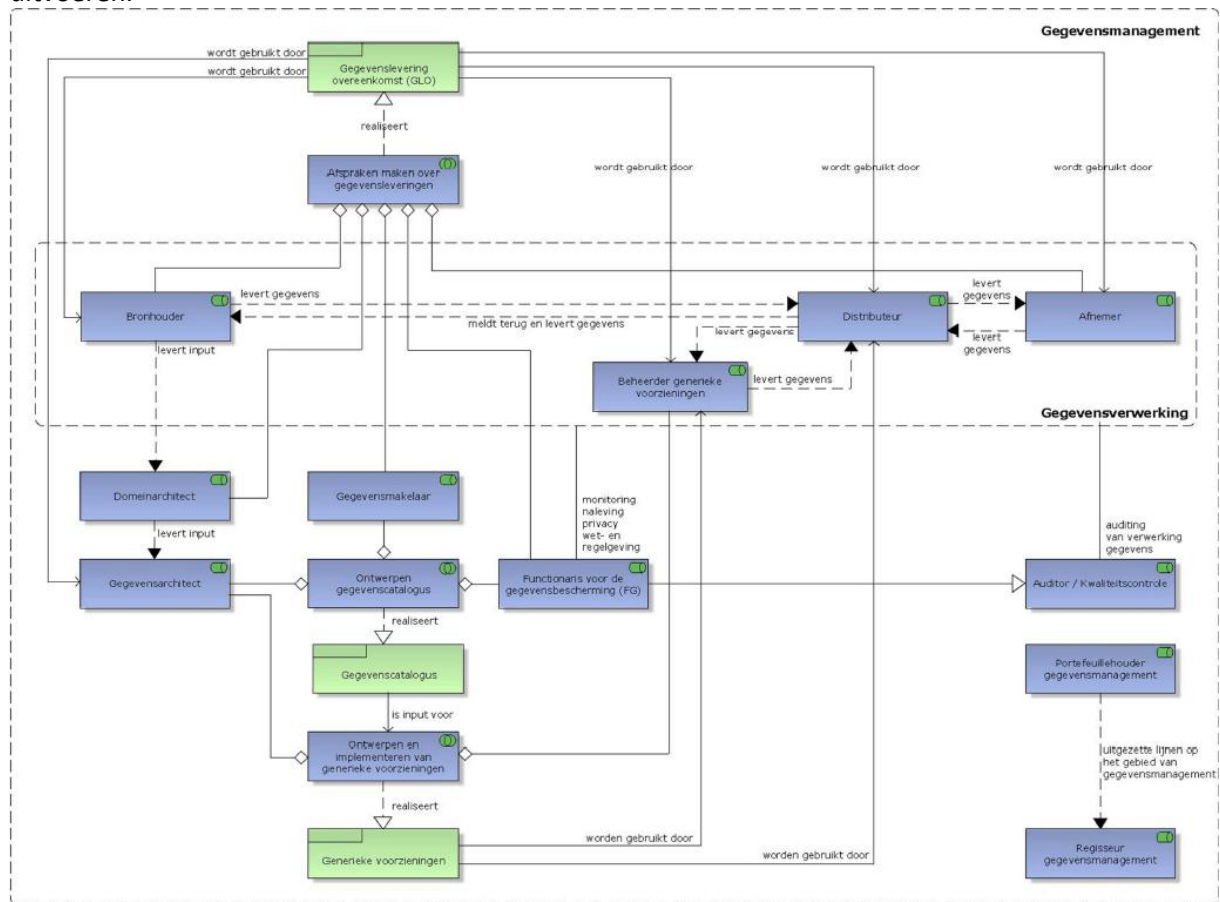 uitvoeren.
Gegevensmanagement
wordt gebruikt door
wordt gebruikt door
Gegevenslevering
overeenkomst (GLO)
realiseert
Afspraken maken over
gegevensleveringen
wordt gebruikt door
wordt gebruikt door
wordt gebruikt door
Bronhouder
levert gegevens
meldt terug en levert gegevens
Distributeur
levert
gegevens
levert
gegevens
Afnemer
levert gegevens
levert input
Beheerder generieke
voorzieningen
levert gegevens
Gegevensverwerking
Domeinarchitect
Gegevensmakelaar
monitoring
naleving
privacy
wet- en
regelgeving
auditing
van verwerking
gegevens
levert input
Gegevensarchitect
Ontwerpen
gegevenscatalogus
Functionaris voor de
gegevensbescherming (FG)
Auditor / Kwaliteitscontrole
realiseert
Gegevenscatalogus
Portefeuillehouder
gegevensmanagement
is input voor
Ontwerpen en
implementeren van
generieke voorzieningen
uitgezette lijnen op
het gebied van
gegevensmanagement
realiseert
Generieke voorzieningen
worden gebruikt door
worden gebruikt door
Regisseur
gegevensmanagement